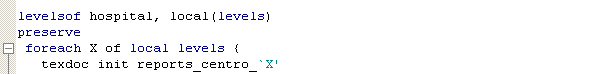 levelsof hospital, local(levels)
preserve
foreach X of local levels {
texdoc init reports_centro_`X'